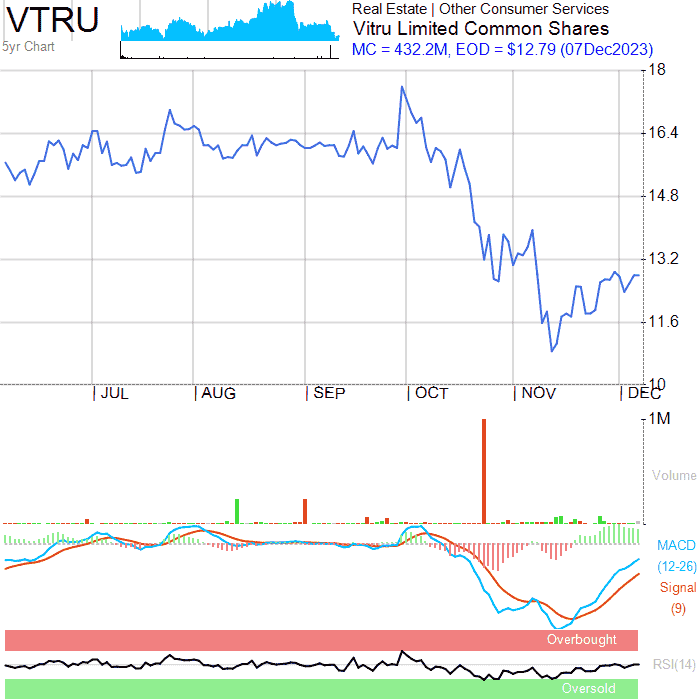 VTRU
5yr Chart
Real Estate | Other Consumer Services
Vitru Limited Common Shares
MC = 432.2M, EOD = $12.79 (07Dec2023)
18
16.4
14.8
13.2
11.6
10
JUL
AUG
SEP
OCT
NOV
DEC
1M
Volume
MACD
(12-26)
Signal
(9)
Overbought
RSI(14)
Oversold